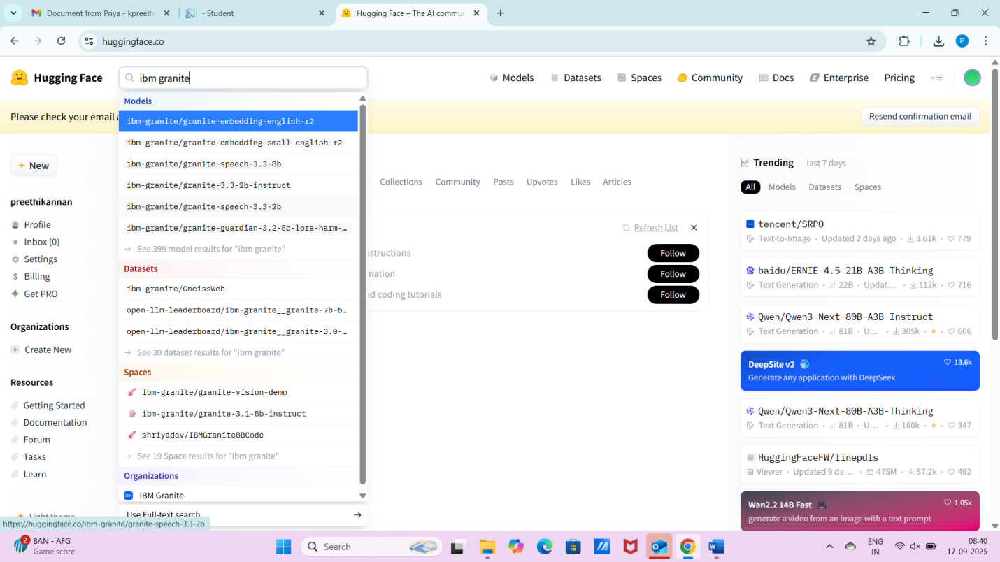 Document from Priya - kpreeth
- Student
Hugging Face – The AI commun
huggingface.co
P
Hugging Face
ibm granite
Models
Datasets
Spaces
Community
Docs
Enterprise
Pricing
Please check your email
Resend confirmation email
Models
ibm-granite/granite-embedding-english-r2
ibm-granite/granite-embedding-small-english-r2
ibm-granite/granite-speech-3.3-8b
ibm-granite/granite-3.3-2b-instruct
ibm-granite/granite-speech-3.3-2b
ibm-granite/granite-guardian-3.2-5b-lora-harm-…
See 399 model results for "ibm granite"
Datasets
ibm-granite/GneissWeb
open-llm-leaderboard/ibm-granite__granite-7b-b…
open-llm-leaderboard/ibm-granite__granite-3.0-…
See 30 dataset results for "ibm granite"
Spaces
ibm-granite/granite-vision-demo
ibm-granite/granite-3.1-8b-instruct
shriyadav/IBMGranite8BCode
See 19 Space results for "ibm granite"
Organizations
IBM Granite
Use Full-text search
+ New
preethikannan
Profile
Inbox (0)
Settings
$ Billing
Get PRO
Organizations
+ Create New
Resources
Getting Started
Documentation
Forum
Tasks
Learn
Light theme
Collections
Community
Posts
Upvotes
Likes
Articles
Refresh List
nstructions
Follow
mation
Follow
nd coding tutorials
Follow
Trending last 7 days
All
Models
Datasets
Spaces
tencent/SRPO
Text-to-Image • Updated 2 days ago • 3.61k • 779
baidu/ERNIE-4.5-21B-A3B-Thinking
Text Generation • 22B • Updat… • 112k • 716
Qwen/Qwen3-Next-80B-A3B-Instruct
Text Generation • 81B • U… • 305k • 606
DeepSite v2
13.6k
Generate any application with DeepSeek
Qwen/Qwen3-Next-80B-A3B-Thinking
Text Generation • 81B • U… • 160k • 347
HuggingFaceFW/finepdfs
Viewer • Updated 9 da… • 475M • 57.2k • 492
Wan2.2 14B Fast
1.05k
generate a video from an image with a text prompt
https://huggingface.co/ibm-granite/granite-speech-3.3-2b
2
BAN - AFG
Game score
Search
ENG
IN
08:40
17-09-2025